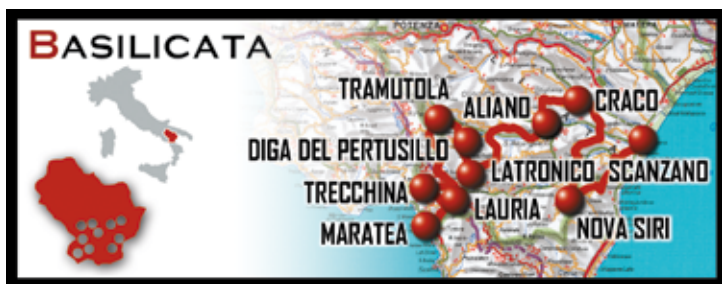 BASILICATA
POTENZA
TRAMUTOLA
ALIANO
CRACO
DIGA DEL PERTUSILLO
LATRONICO
SCANZANO
TRECCHINA
LAURIA
MARATEA
NOVA SIRI